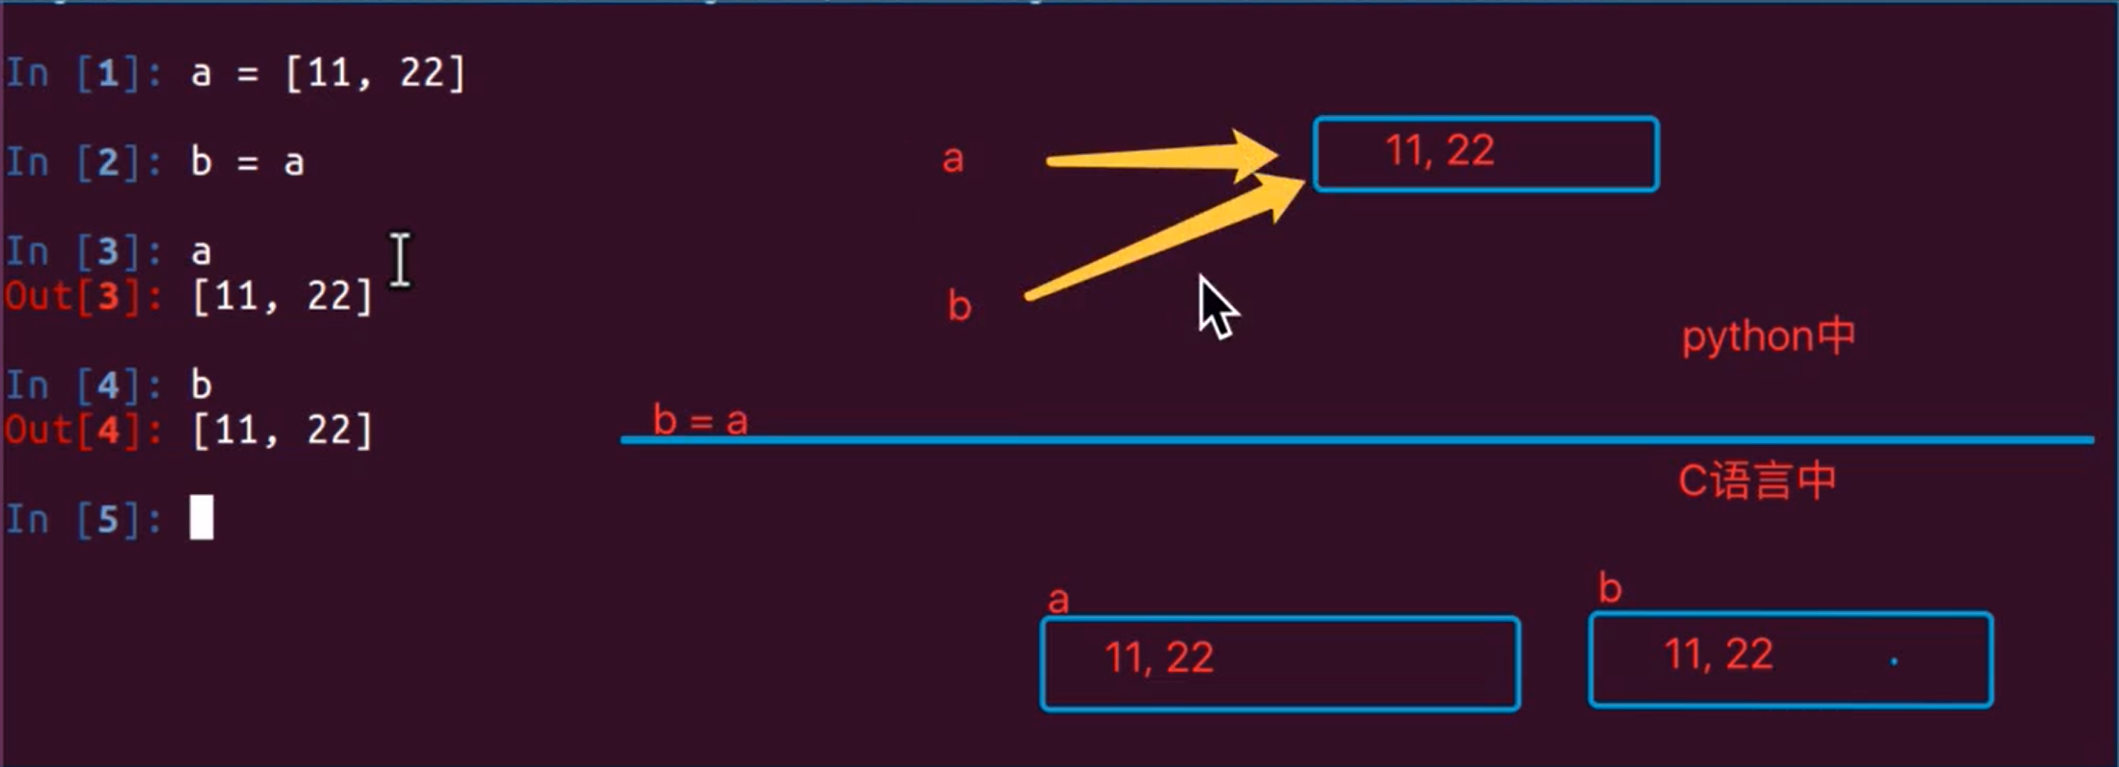 In [1]: a = [11, 22]
In [2]: b = a
In [3]: a
Out[3]: [11, 22]
In [4]: b
Out[4]: [11, 22]
In [5]:
a
11, 22
b
python中
b = a
C语言中
a
11, 22
b
11, 22